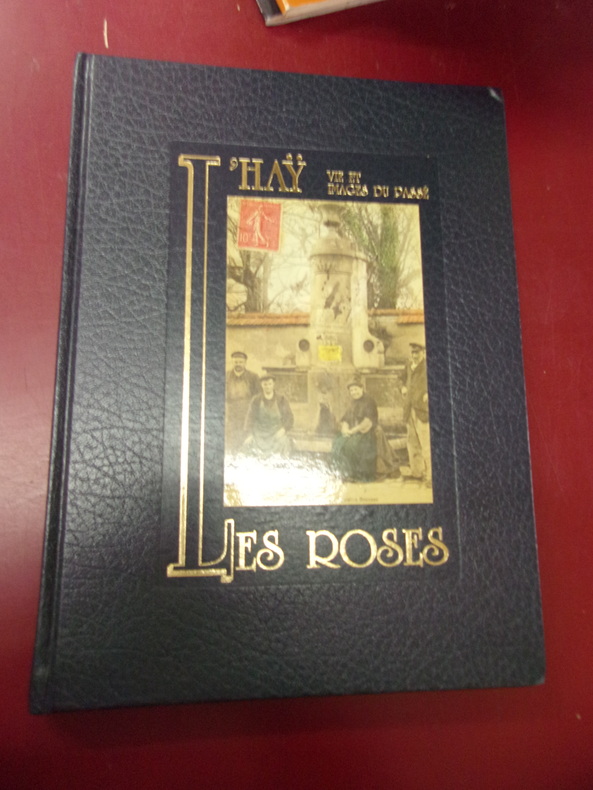 L'HAŸ
VIE ET
IMAGES DU PASSÉ
LES ROSES